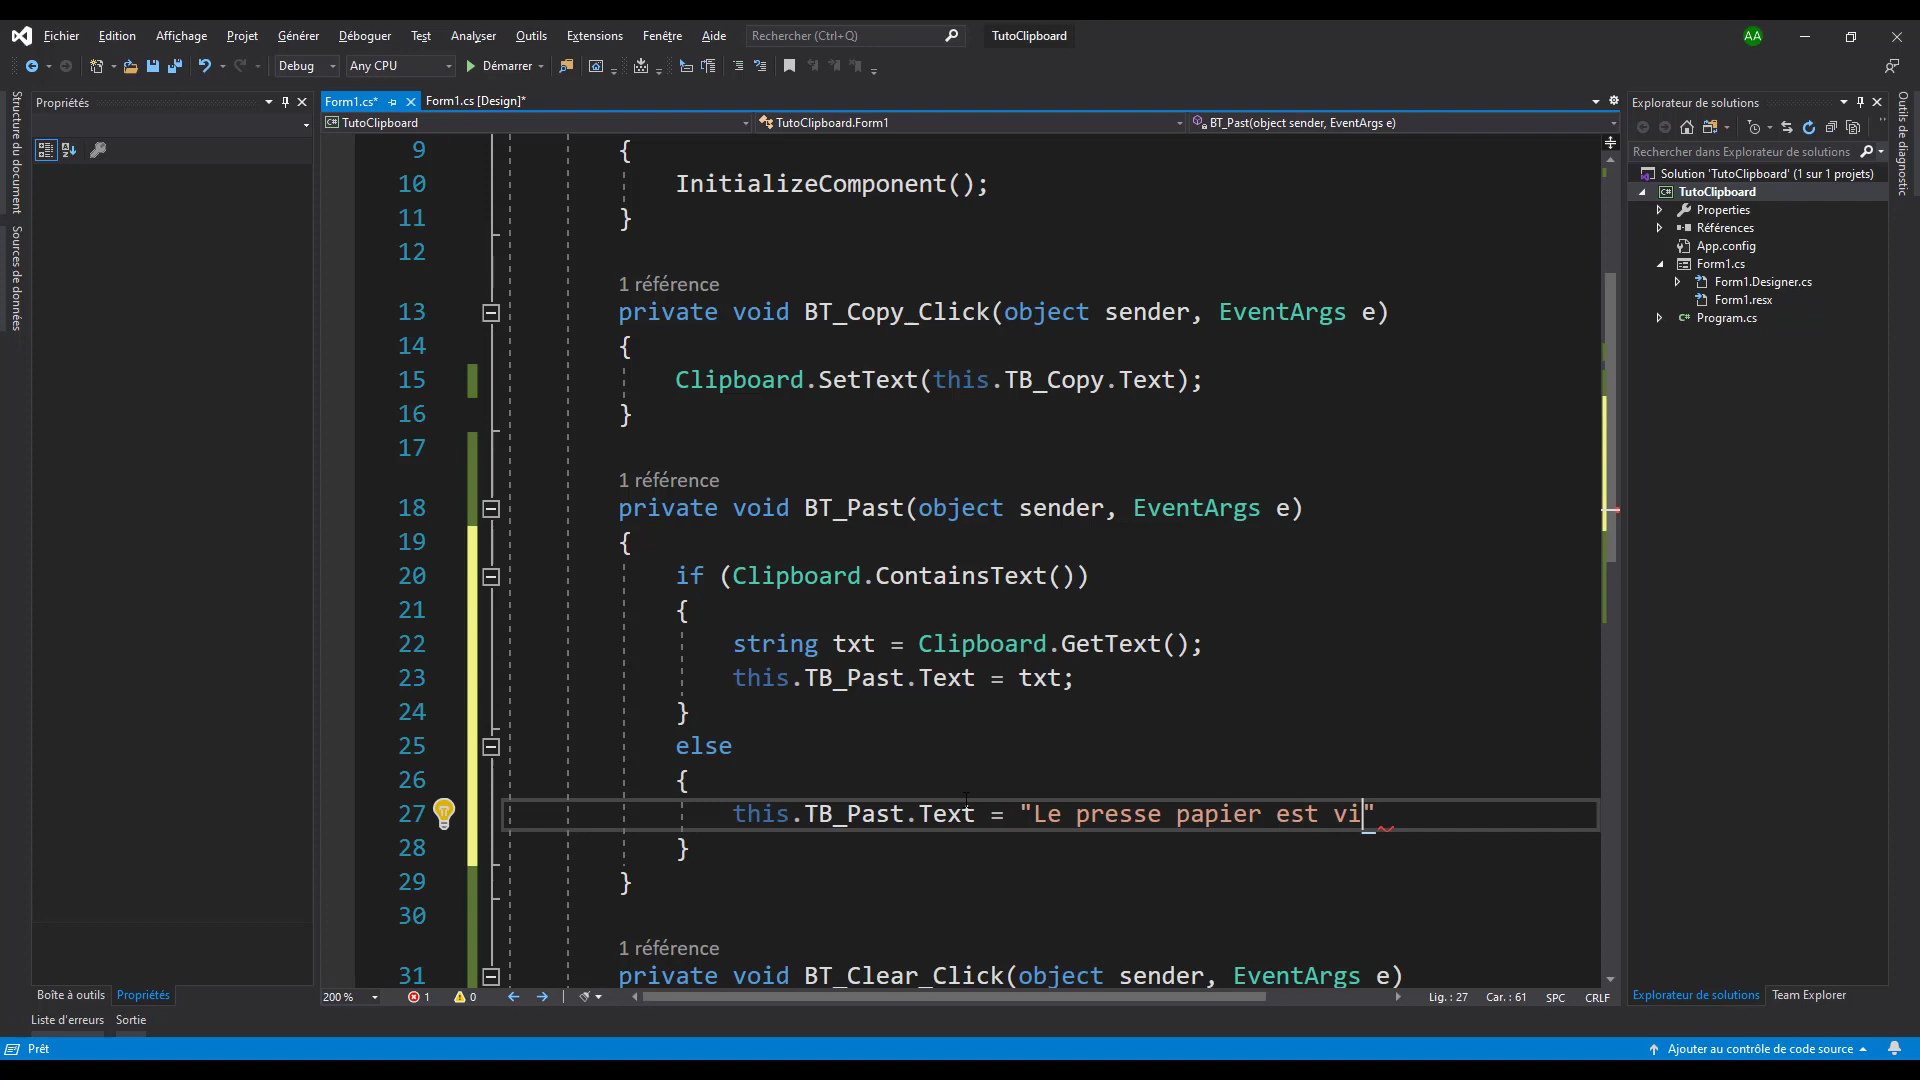 Fichier Edition Affichage Projet Générer Déboguer Test Analyser Outils Extensions Fenêtre Aide Rechercher (Ctrl+Q) TutoClipboard AA
Debug Any CPU Démarrer
Structure du document
Sources de données
Propriétés
Form1.cs* Form1.cs [Design]*
TutoClipboard TutoClipboard.Form1 BT_Past(object sender, EventArgs e)
9 {
10 InitializeComponent();
11 }
12
1 référence
13 private void BT_Copy_Click(object sender, EventArgs e)
14 {
15 Clipboard.SetText(this.TB_Copy.Text);
16 }
17
1 référence
18 private void BT_Past(object sender, EventArgs e)
19 {
20 if (Clipboard.ContainsText())
21 {
22 string txt = Clipboard.GetText();
23 this.TB_Past.Text = txt;
24 }
25 else
26 {
27 this.TB_Past.Text = "Le presse papier est vi"
28 }
29 }
30
1 référence
31 private void BT_Clear_Click(object sender, EventArgs e)
200 % 1 0 Lig. : 27 Car. : 61 SPC CRLF
Explorateur de solutions
Rechercher dans Explorateur de solutions
Solution 'TutoClipboard' (1 sur 1 projets)
C# TutoClipboard
Properties
Références
App.config
Form1.cs
Form1.Designer.cs
Form1.resx
C# Program.cs
Outils de diagnostic
Boîte à outils Propriétés
Explorateur de solutions Team Explorer
Liste d'erreurs Sortie
Prêt
Ajouter au contrôle de code source